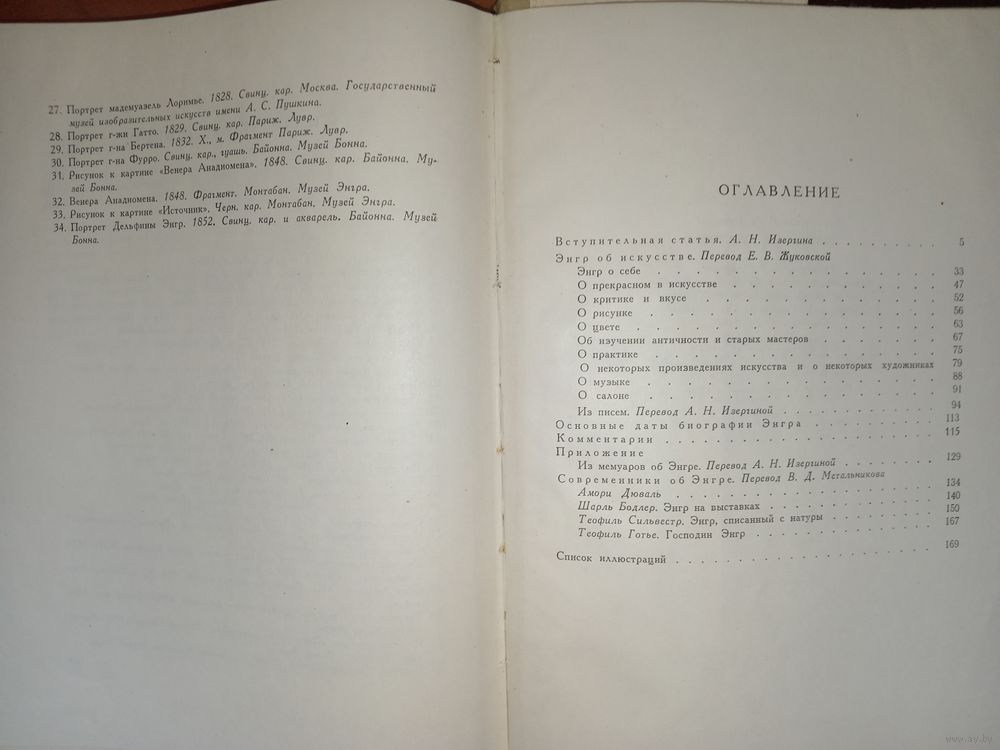 27. Портрет мадемуазель Лоримье. 1828. Свинц. кар. Москва. Государственный
музей изобразительных искусств имени А. С. Пушкина.
28. Портрет г-жи Гатто. 1829. Свинц. кар. Париж. Лувр.
29. Портрет г-на Бертена. 1832. Х., м. Фрагмент Париж. Лувр.
30. Портрет г-на Фурро. Свинц. кар., гуашь. Байонна. Музей Бонна.
31. Рисунок к картине «Венера Анадиомена». 1848. Свинц. кар. Байонна. Му-
зей Бонна.
32. Венера Анадиомена. 1848. Фрагмент. Монтабан. Музей Энгра.
33. Рисунок к картине «Источник». Черн. кар. Монтабан. Музей Энгра.
34. Портрет Дельфины Энгр. 1852. Свинц. кар. и акварель. Байонна. Музей
Бонна.
ОГЛАВЛЕНИЕ
Вступительная статья. А. Н. Изергина . . . . . . . . . . 5
Энгр об искусстве. Перевод Е. В. Жуковской
Энгр о себе . . . . . . . . . . . . . . 33
О прекрасном в искусстве . . . . . . . . . . 47
О критике и вкусе . . . . . . . . . . . 52
О рисунке . . . . . . . . . . . . . . 56
О цвете . . . . . . . . . . . . . . . 63
Об изучении античности и старых мастеров . . . . . . 67
О практике . . . . . . . . . . . . . . 75
О некоторых произведениях искусства и о некоторых художниках 79
О музыке . . . . . . . . . . . . . . 88
О салоне . . . . . . . . . . . . . . 91
Из писем. Перевод А. Н. Изергиной . . . . . . . . . . 94
Основные даты биографии Энгра . . . . . . . . . 113
Комментарии . . . . . . . . . . . . . . . . . 115
Приложение
Из мемуаров об Энгре. Перевод А. Н. Изергиной . . . . . . 129
Современники об Энгре. Перевод В. Д. Метальникова
Амори Дюваль . . . . . . . . . . . . . . 134
Шарль Бодлер. Энгр на выставках . . . . . . . . . . 140
Теофиль Сильвестр. Энгр, списанный с натуры . . . . . . 150
Теофиль Готье. Господин Энгр . . . . . . . . . . . 167
Список иллюстраций . . . . . . . . . . . . . . . . 169
www.ay.by